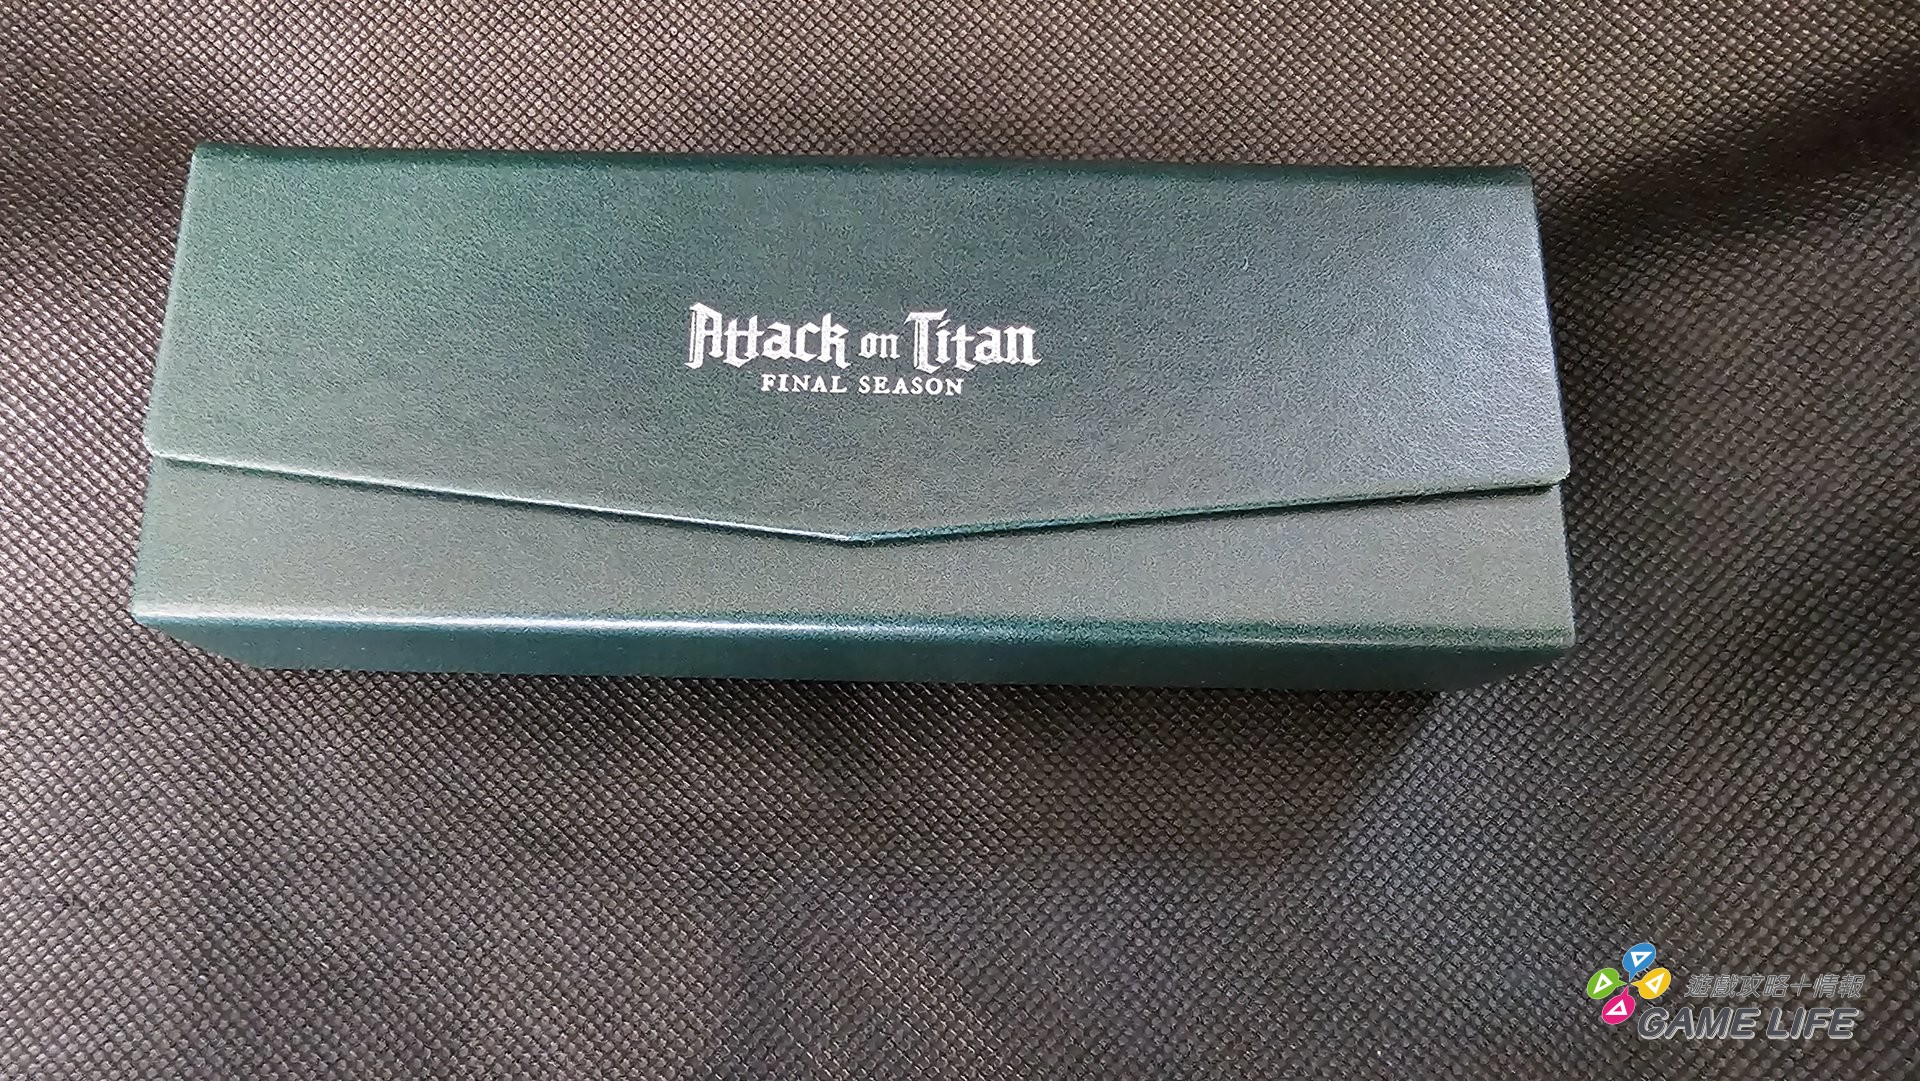 Attack on Titan
FINAL SEASON
遊戲攻略+情報
GAME LIFE